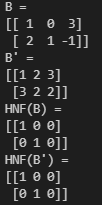 B =
[[ 1  0  3]
 [ 2  1 -1]]
B' =
[[1 2 3]
 [3 2 2]]
HNF(B) =
[[1 0 0]
 [0 1 0]]
HNF(B') =
[[1 0 0]
 [0 1 0]]